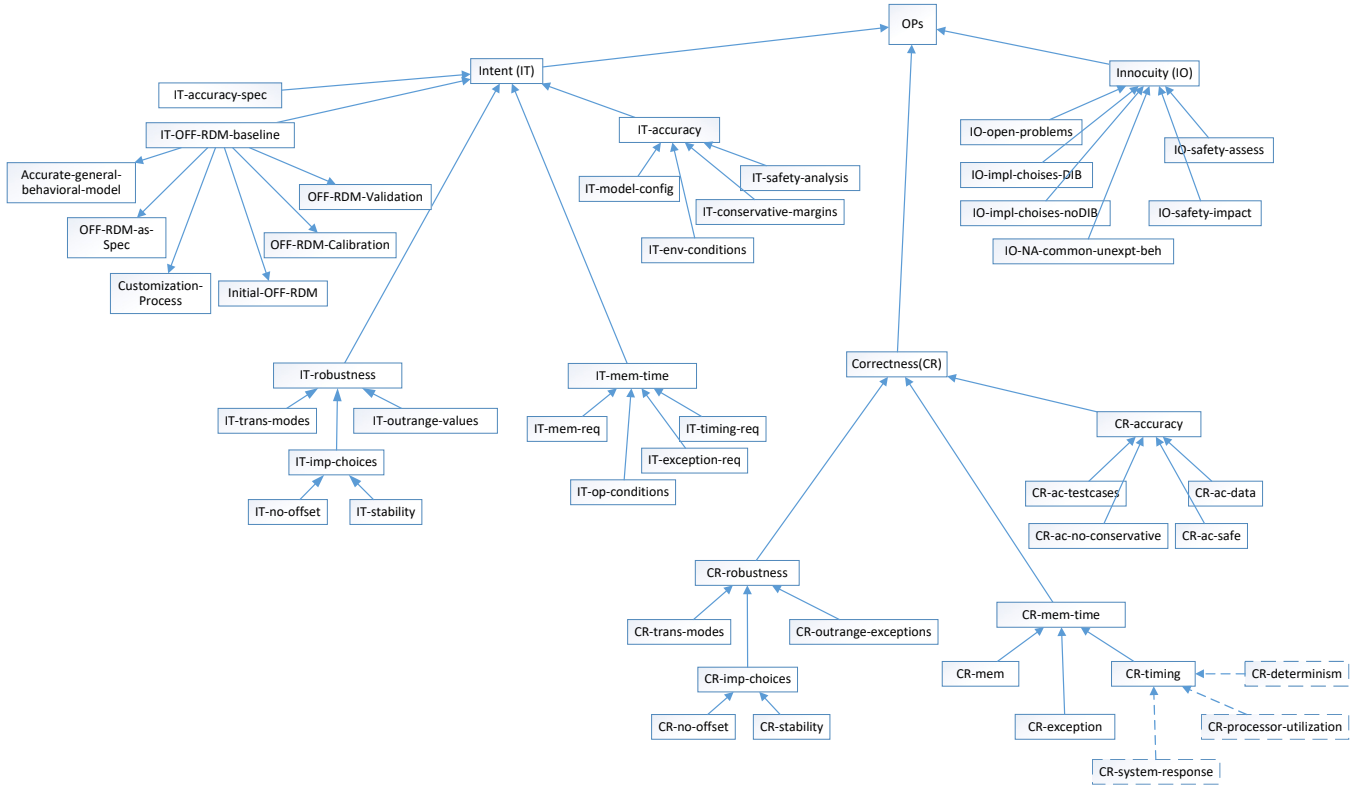 OPs
Intent (IT)
Innocuity (IO)
IT-accuracy-spec
IT-OFF-RDM-baseline
IT-accuracy
IO-open-problems
IO-safety-assess
Accurate-general-
behavioral-model
OFF-RDM-Validation
IT-model-config
IT-safety-analysis
IO-impl-choises-DIB
IT-conservative-margins
IO-impl-choises-noDIB
IO-safety-impact
OFF-RDM-as-
Spec
OFF-RDM-Calibration
IT-env-conditions
IO-NA-common-unexpt-beh
Customization-
Process
Initial-OFF-RDM
Correctness(CR)
IT-robustness
IT-mem-time
IT-trans-modes
IT-outrange-values
IT-mem-req
IT-timing-req
CR-accuracy
IT-imp-choices
IT-exception-req
IT-op-conditions
CR-ac-testcases
CR-ac-data
IT-no-offset
IT-stability
CR-ac-no-conservative
CR-ac-safe
CR-robustness
CR-mem-time
CR-trans-modes
CR-outrange-exceptions
CR-mem
CR-timing
CR-determinism
CR-imp-choices
CR-no-offset
CR-stability
CR-exception
CR-processor-utilization
CR-system-response